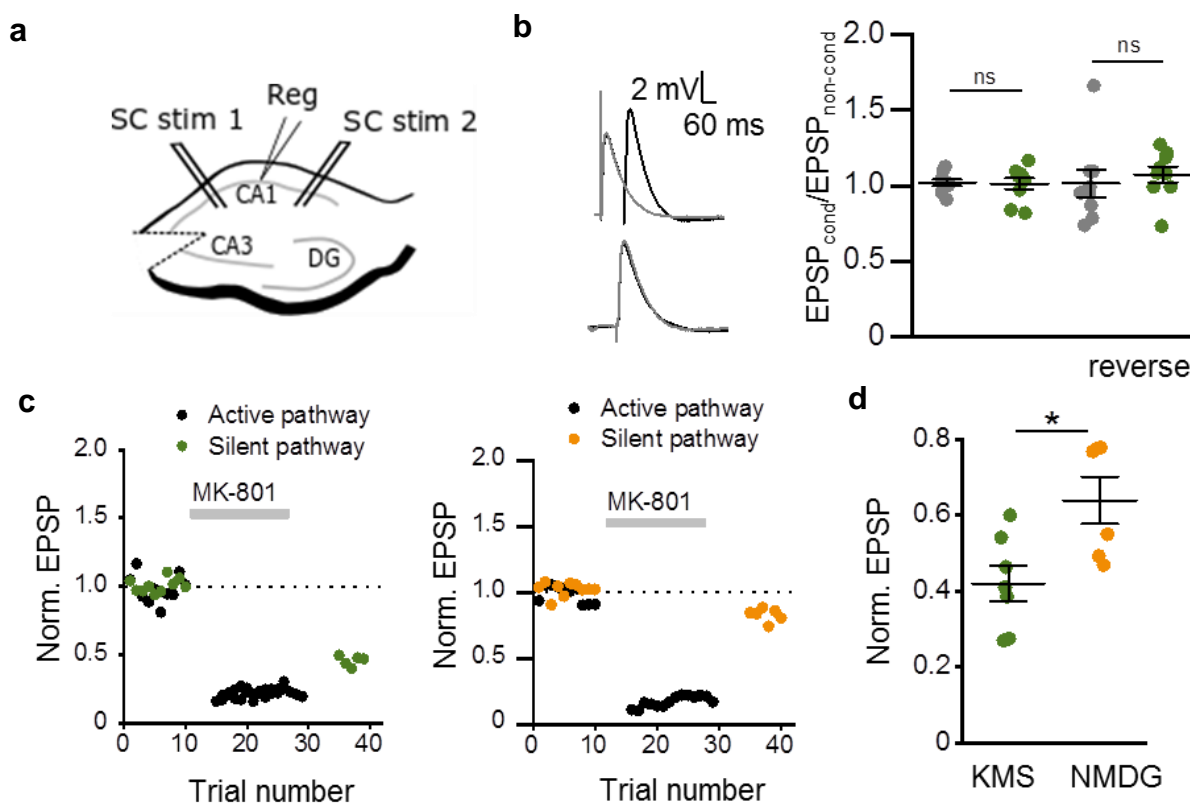 a
SC stim 1
Reg
SC stim 2
CA1
CA3
DG
b
2 mV
60 ms
EPSPcond/EPSPnon-cond
2.0
1.5
1.0
0.5
0
ns
ns
reverse
c
Active pathway
Silent pathway
Norm. EPSP
2.0
1.5
1.0
0.5
0
MK-801
0 10 20 30 40
Trial number
Active pathway
Silent pathway
Norm. EPSP
2.0
1.5
1.0
0.5
0
MK-801
0 10 20 30 40
Trial number
d
Norm. EPSP
0.8
0.6
0.4
0.2
0
*
KMS NMDG